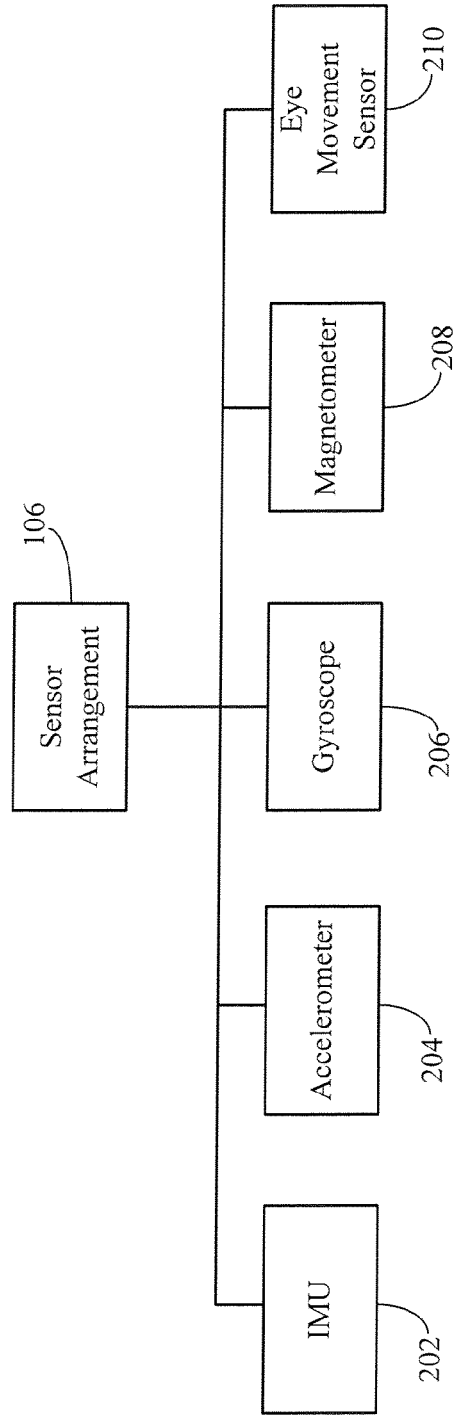 Sensor
Arrangement
106
IMU
202
Accelerometer
204
Gyroscope
206
Magnetometer
208
Eye
Movement
Sensor
210